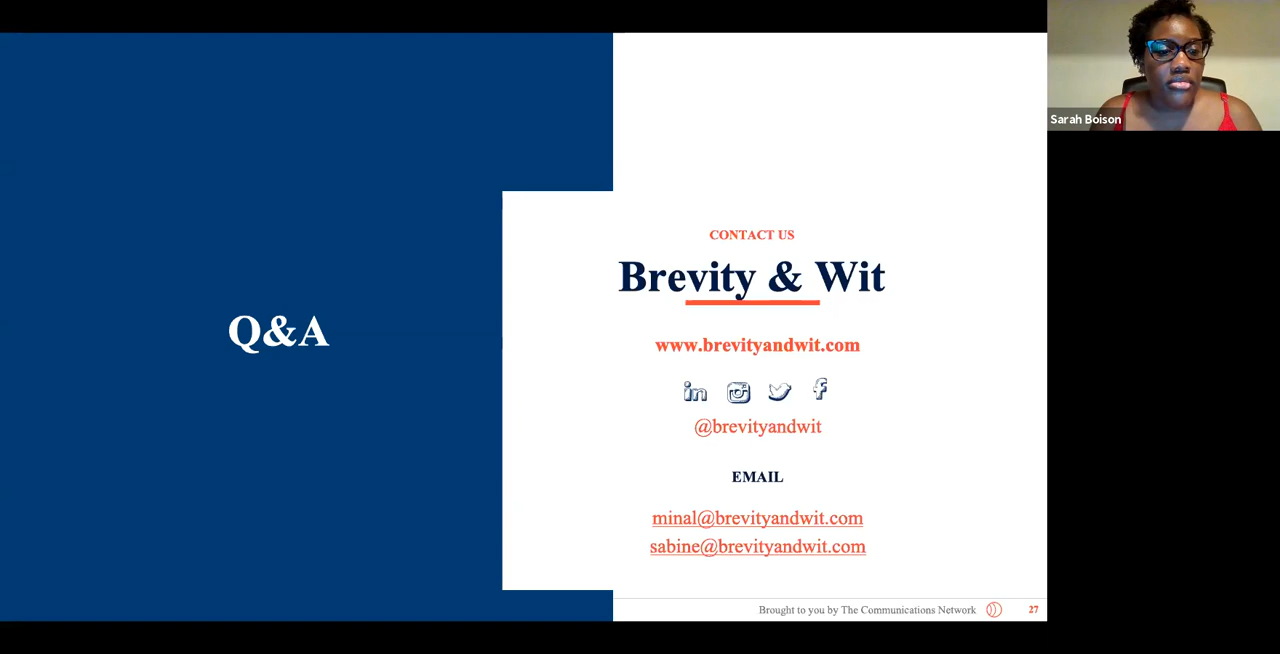 Sarah Boison
Q&A
CONTACT US
Brevity & Wit
www.brevityandwit.com
in
@brevityandwit
EMAIL
minal@brevityandwit.com
sabine@brevityandwit.com
Brought to you by The Communications Network
27